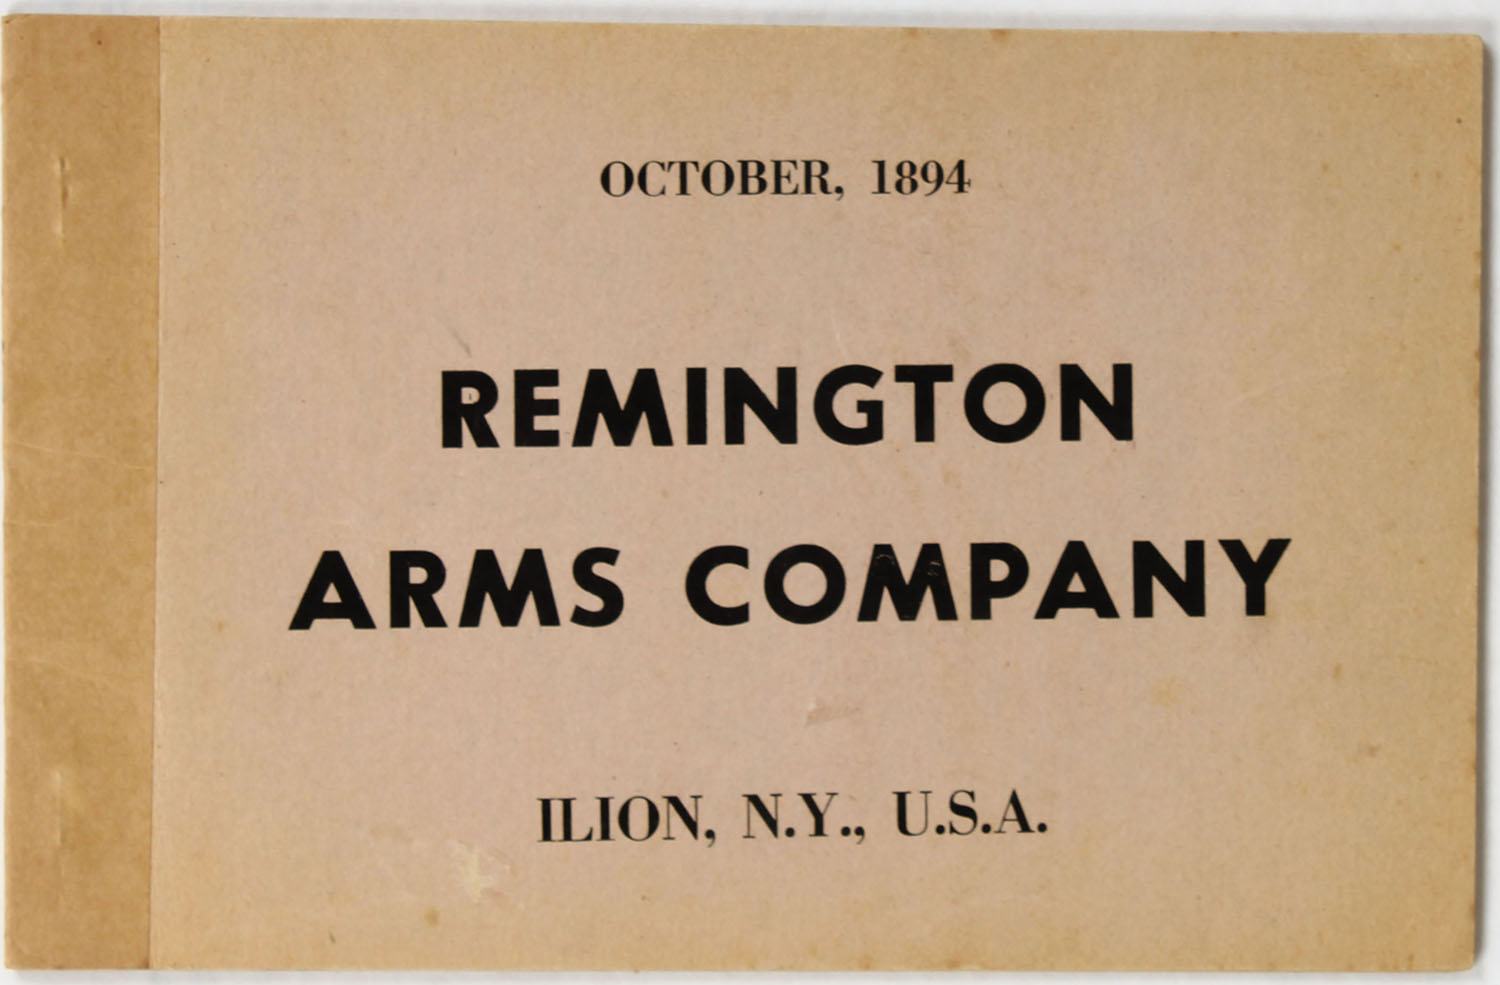 OCTOBER, 1894
REMINGTON
ARMS COMPANY
ILION, N.Y., U.S.A.